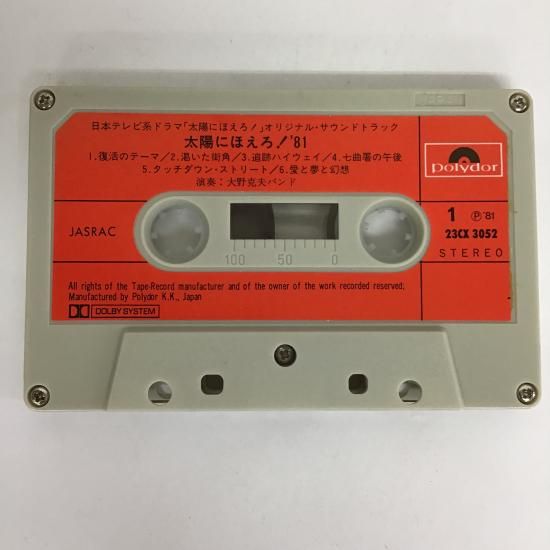 日本テレビ系ドラマ「太陽にほえろ!」オリジナル・サウンドトラック
太陽にほえろ!'81
1.復活のテーマ/2.渇いた街角/3.追跡ハイウェイ/4.七曲署の午後
5.タッチダウン・ストリート/6.愛と夢と幻想
演奏:大野克夫バンド
polydor
JASRAC
1 Ⓟ'81
23CX 3052
STEREO
100 50 0
All rights of the Tape-Record manufacturer and of the owner of the work recorded reserved.
Manufactured by Polydor K.K., Japan
DOLBY SYSTEM